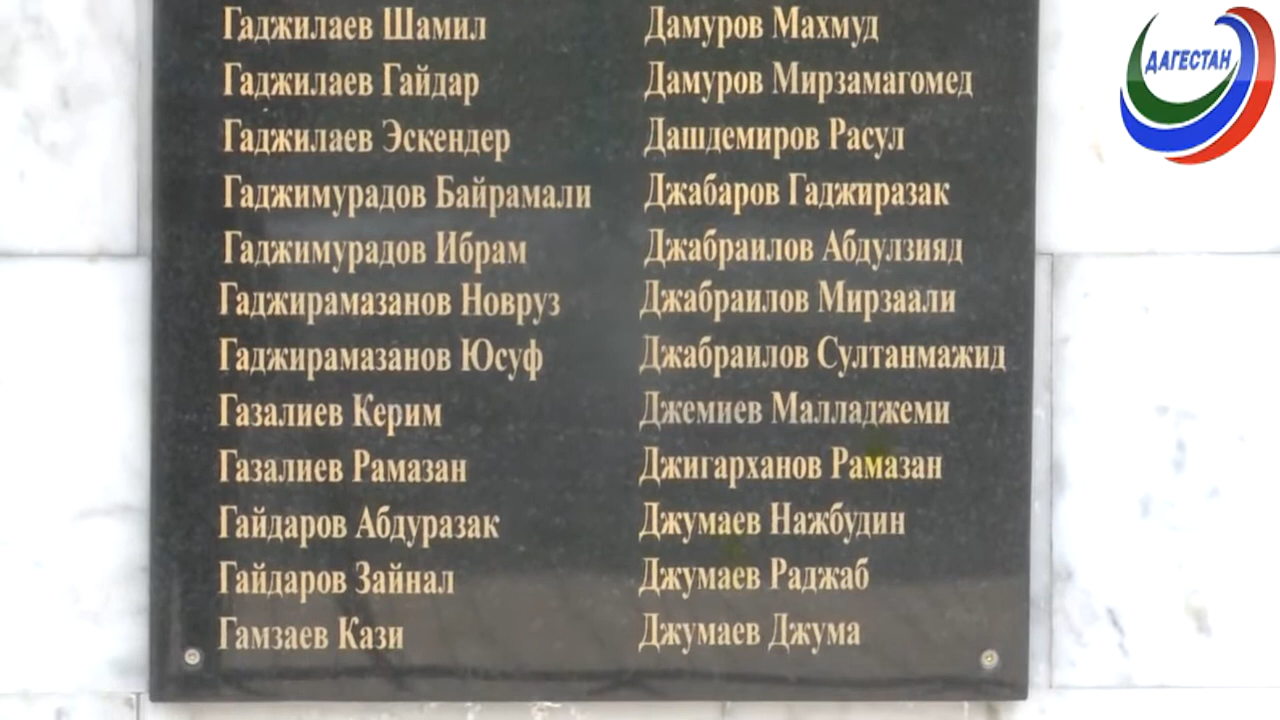 Гаджилаев Шамил
Гаджилаев Гайдар
Гаджилаев Эскендер
Гаджимурадов Байрамали
Гаджимурадов Ибрам
Гаджирамазанов Новруз
Гаджирамазанов Юсуф
Газалиев Керим
Газалиев Рамазан
Гайдаров Абдуразак
Гайдаров Зайнал
Гамзаев Кази
Дамуров Махмуд
Дамуров Мирзамагомед
Дашдемиров Расул
Джабаров Гаджиразак
Джабраилов Абдулзияд
Джабраилов Мирзаали
Джабраилов Султанмажид
Джемиев Малладжеми
Джигарханов Рамазан
Джумаев Нажбудин
Джумаев Раджаб
Джумаев Джума
ДАГЕСТАН